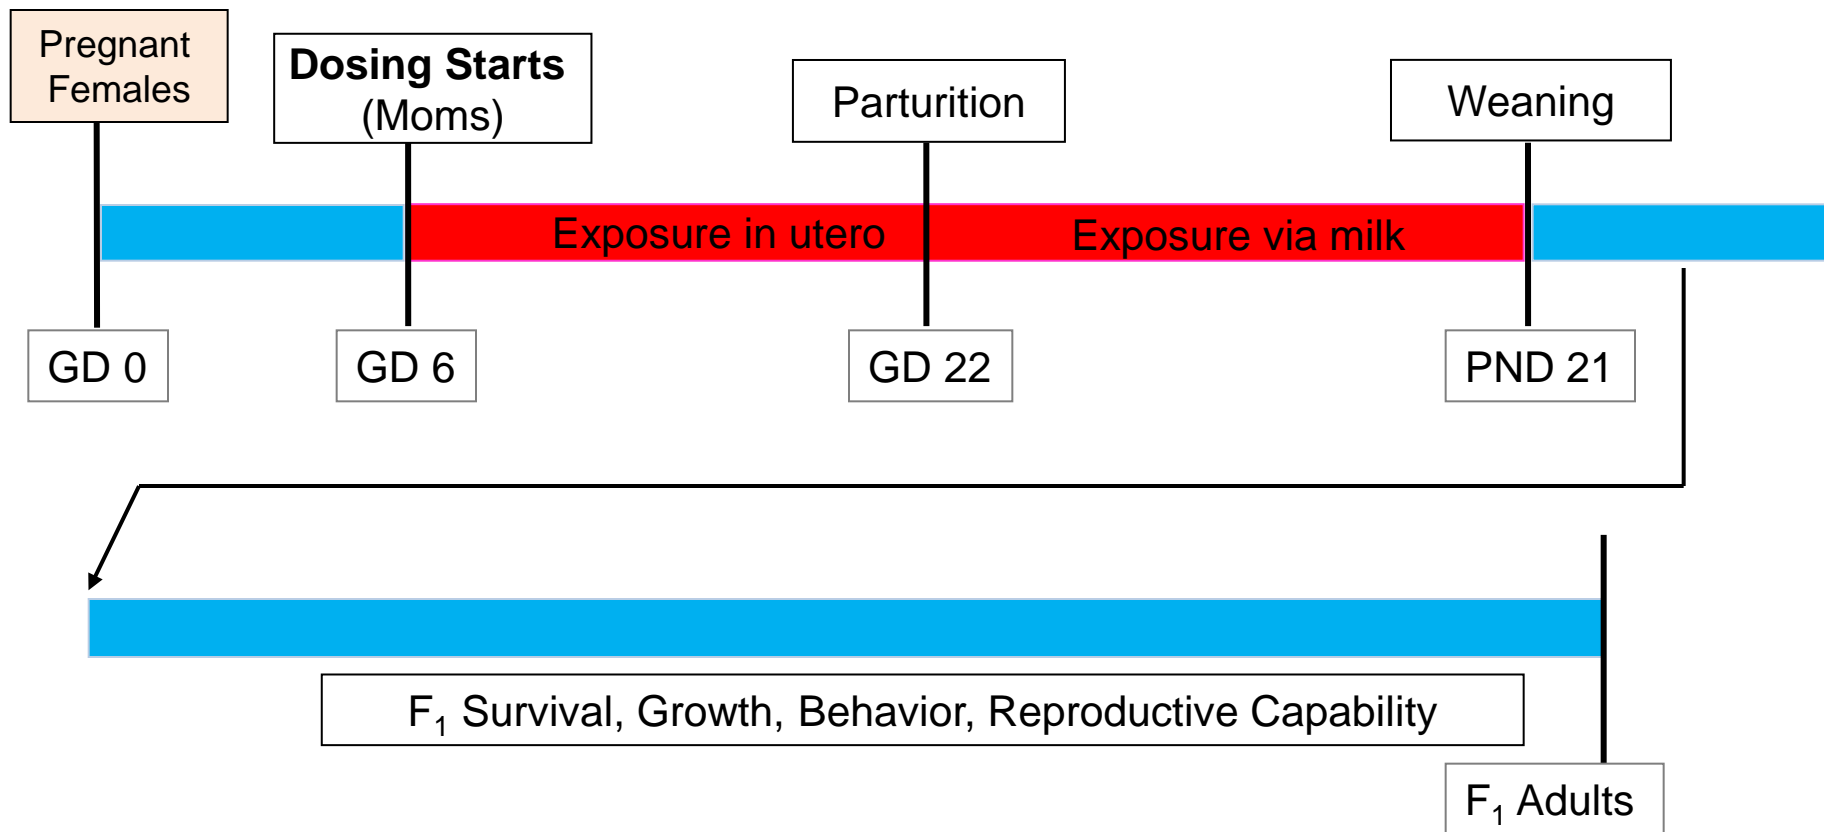 Pregnant
Females
Dosing Starts
(Moms)
Parturition
Weaning
Exposure in utero
Exposure via milk
GD 0
GD 6
GD 22
PND 21
F₁ Survival, Growth, Behavior, Reproductive Capability
F₁ Adults